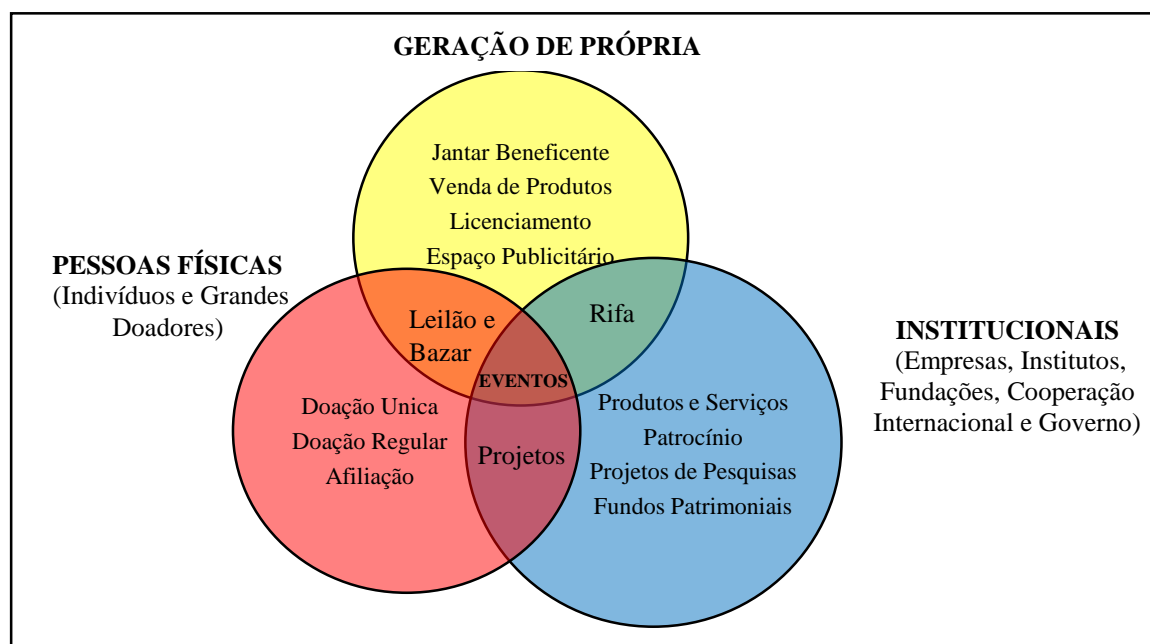 GERAÇÃO DE PRÓPRIA
Jantar Beneficente
Venda de Produtos
Licenciamento
Espaço Publicitário
PESSOAS FÍSICAS
(Indivíduos e Grandes
Doadores)
Leilão e
Bazar
Rifa
INSTITUCIONAIS
(Empresas, Institutos,
Fundações, Cooperação
Internacional e Governo)
EVENTOS
Doação Unica
Doação Regular
Afiliação
Projetos
Produtos e Serviços
Patrocínio
Projetos de Pesquisas
Fundos Patrimoniais